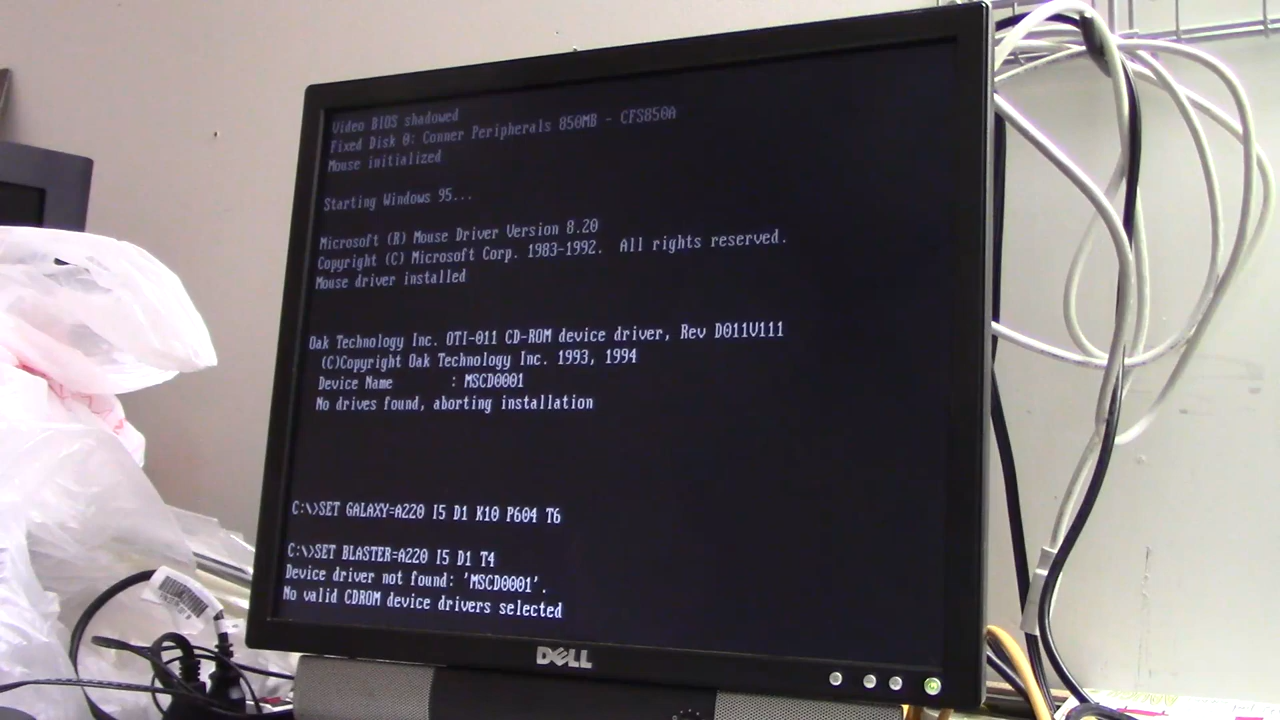 Video BIOS shadowed
Fixed Disk 0: Conner Peripherals 850MB - CFS850A
Mouse initialized
Starting Windows 95...
Microsoft (R) Mouse Driver Version 8.20
Copyright (C) Microsoft Corp. 1983-1992.  All rights reserved.
Mouse driver installed
Oak Technology Inc. OTI-011 CD-ROM device driver, Rev D011V111
(C)Copyright Oak Technology Inc. 1993, 1994
Device Name       : MSCD0001
No drives found, aborting installation
C:\>SET GALAXY=A220 I5 D1 K10 P604 T6
C:\>SET BLASTER=A220 I5 D1 T4
Device driver not found: 'MSCD0001'.
No valid CDROM device drivers selected
DELL